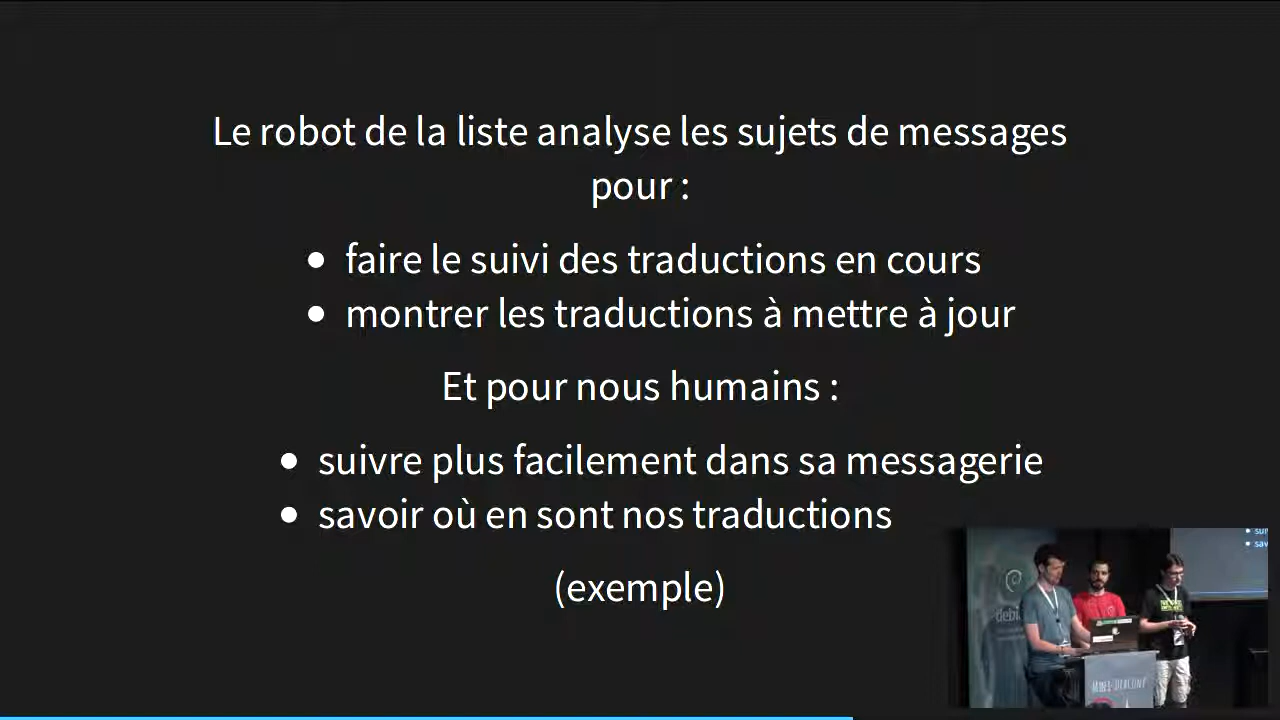 Le robot de la liste analyse les sujets de messages
pour :
• faire le suivi des traductions en cours
• montrer les traductions à mettre à jour
Et pour nous humains :
• suivre plus facilement dans sa messagerie
• savoir où en sont nos traductions
(exemple)